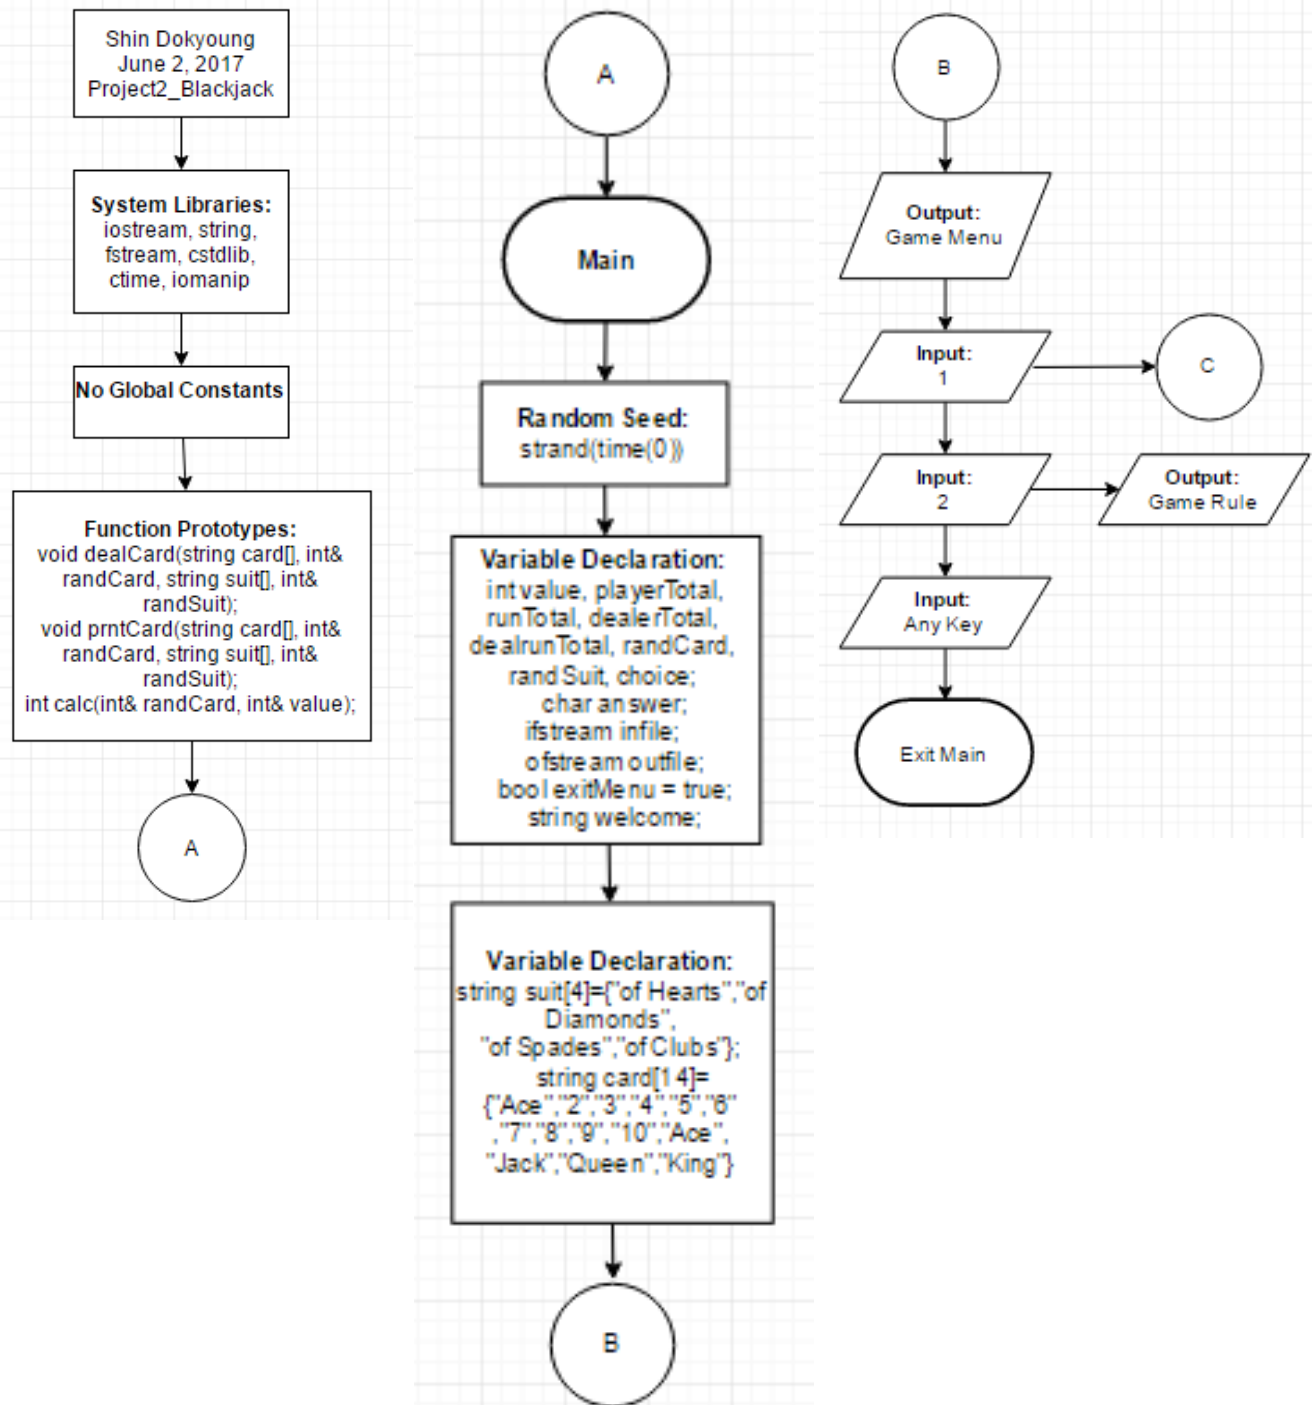 Shin Dokyoung
June 2, 2017
Project2_Blackjack
System Libraries:
iostream, string,
fstream, cstdlib,
ctime, iomanip
No Global Constants
Function Prototypes:
void dealCard(string card[], int&
randCard, string suit[], int&
randSuit);
void prntCard(string card[], int&
randCard, string suit[], int&
randSuit);
int calc(int& randCard, int& value);
A
A
Main
Random Seed:
strand(time(0))
Variable Declaration:
int value, playerTotal,
runTotal, dealerTotal,
dealrunTotal, randCard,
randSuit, choice;
char answer;
ifstream infile;
ofstream outfile;
bool exitMenu = true;
string welcome;
Variable Declaration:
string suit[4]={"of Hearts","of
Diamonds",
"of Spades","of Clubs"};
string card[14]=
{"Ace","2","3","4","5","6"
,"7","8","9","10","Ace",
"Jack","Queen","King"}
B
B
Output:
Game Menu
Input:
1
C
Input:
2
Output:
Game Rule
Input:
Any Key
Exit Main